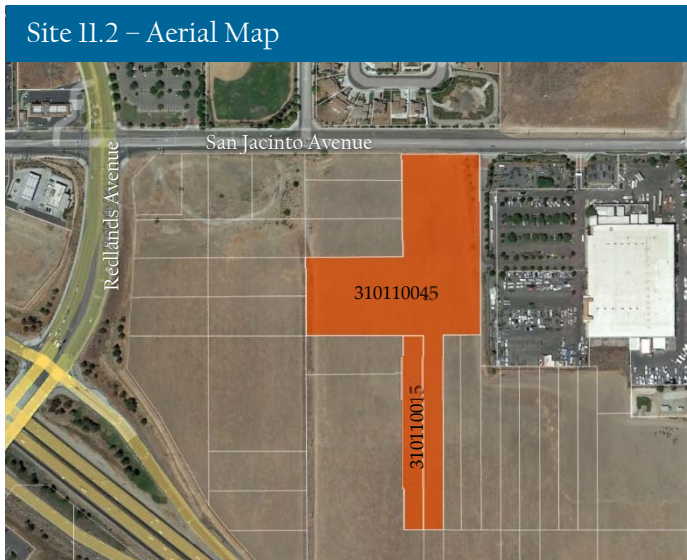 Site 11.2 – Aerial Map
San Jacinto Avenue
Redlands Avenue
310110045
310110015